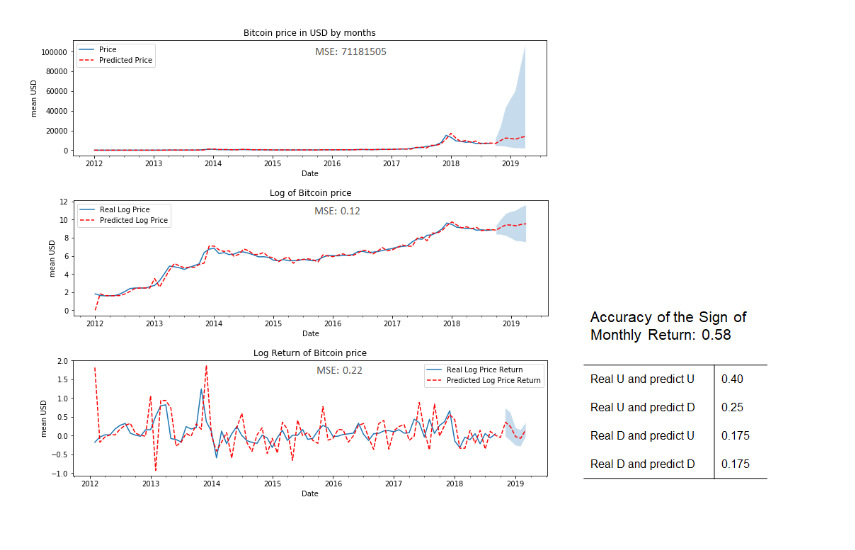 Bitcoin price in USD by months
MSE: 71181505
Price
Predicted Price
100000
80000
60000
40000
20000
0
mean USD
2012 2013 2014 2015 2016 2017 2018 2019
Date
Log of Bitcoin price
MSE: 0.12
Real Log Price
Predicted Log Price
12
10
8
6
4
2
0
mean USD
2012 2013 2014 2015 2016 2017 2018 2019
Date
Log Return of Bitcoin price
MSE: 0.22
Real Log Price Return
Predicted Log Price Return
2.0
1.5
1.0
0.5
0.0
−0.5
−1.0
mean USD
2012 2013 2014 2015 2016 2017 2018 2019
Date
Accuracy of the Sign of
Monthly Return: 0.58
Real U and predict U 0.40
Real U and predict D 0.25
Real D and predict U 0.175
Real D and predict D 0.175